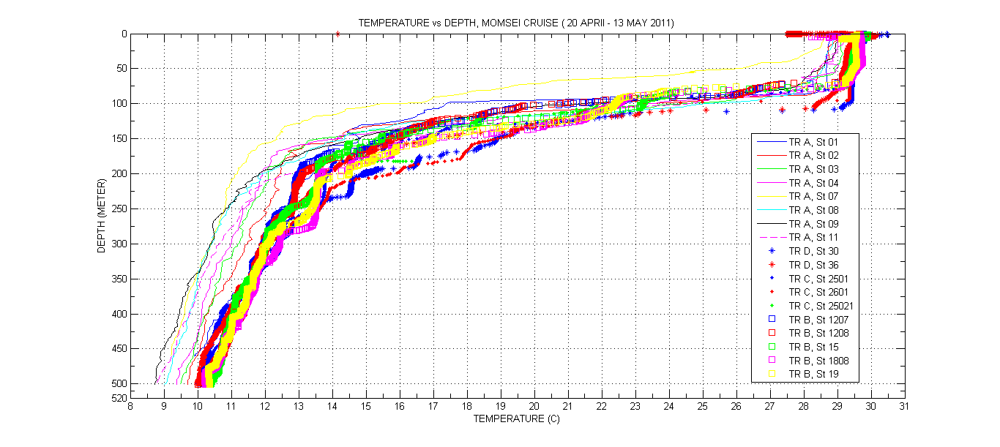 TEMPERATURE vs DEPTH, MOMSEI CRUISE ( 20 APRIl - 13 MAY 2011)
DEPTH (METER)
0
50
100
150
200
250
300
350
400
450
500
520
TR A, St 01
TR A, St 02
TR A, St 03
TR A, St 04
TR A, St 07
TR A, St 08
TR A, St 09
TR A, St 11
TR D, St 30
TR D, St 36
TR C, St 2501
TR C, St 2601
TR C, St 25021
TR B, St 1207
TR B, St 1208
TR B, St 15
TR B, St 1808
TR B, St 19
8 9 10 11 12 13 14 15 16 17 18 19 20 21 22 23 24 25 26 27 28 29 30 31
TEMPERATURE (C)